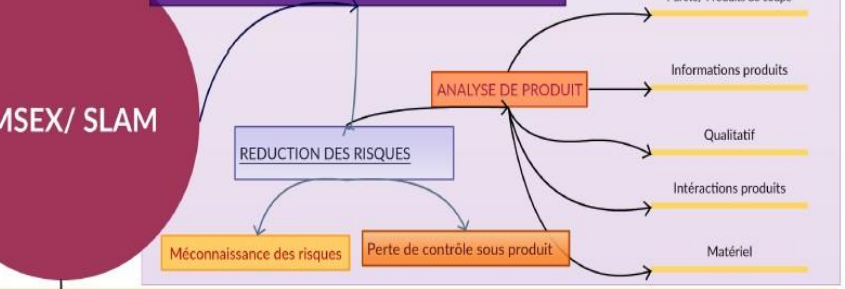 MSEX/ SLAM
ANALYSE DE PRODUIT
Informations produits
Qualitatif
REDUCTION DES RISQUES
Intéractions produits
Méconnaissance des risques
Perte de contrôle sous produit
Matériel